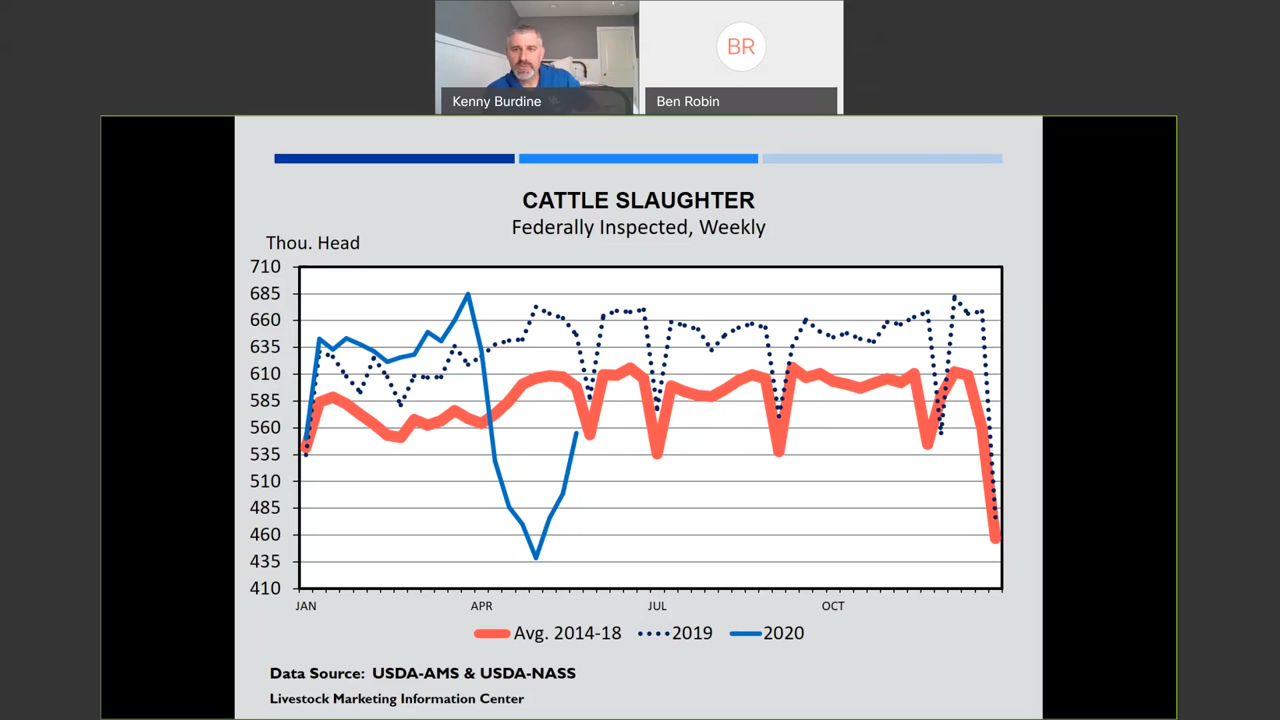 BR
Kenny Burdine
Ben Robin
CATTLE SLAUGHTER
Federally Inspected, Weekly
Thou. Head
710
685
660
635
610
585
560
535
510
485
460
435
410
JAN APR JUL OCT
Avg. 2014-18 2019 2020
Data Source: USDA-AMS & USDA-NASS
Livestock Marketing Information Center